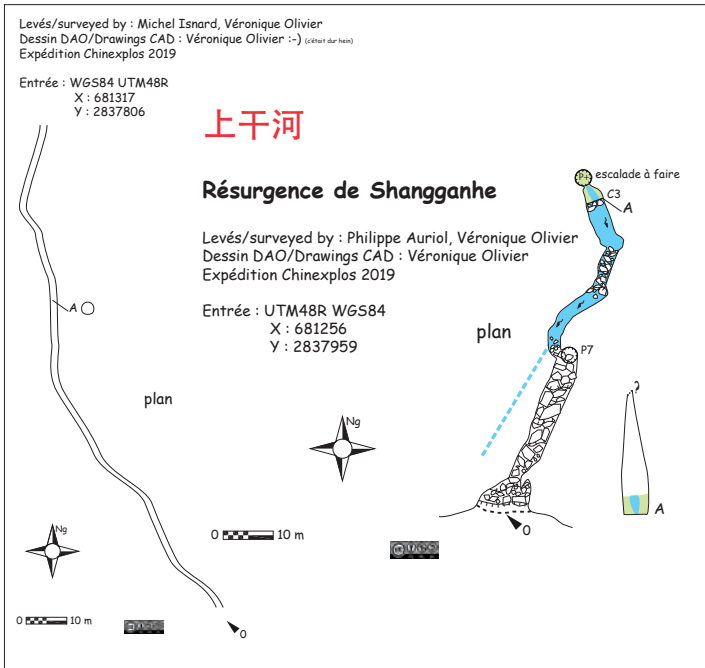 Levés/surveyed by : Michel Isnard, Véronique Olivier
Dessin DAO/Drawings CAD : Véronique Olivier :-) (c'était dur hein)
Expédition Chinexplos 2019
Entrée : WGS84 UTM48R
X : 681317
Y : 2837806
A
plan
Ng
0 10 m
0
上干河
Résurgence de Shangganhe
Levés/surveyed by : Philippe Auriol, Véronique Olivier
Dessin DAO/Drawings CAD : Véronique Olivier
Expédition Chinexplos 2019
Entrée : UTM48R WGS84
X : 681256
Y : 2837959
plan
Ng
0 10 m
P+ escalade à faire
C3
A
P7
?
A
0